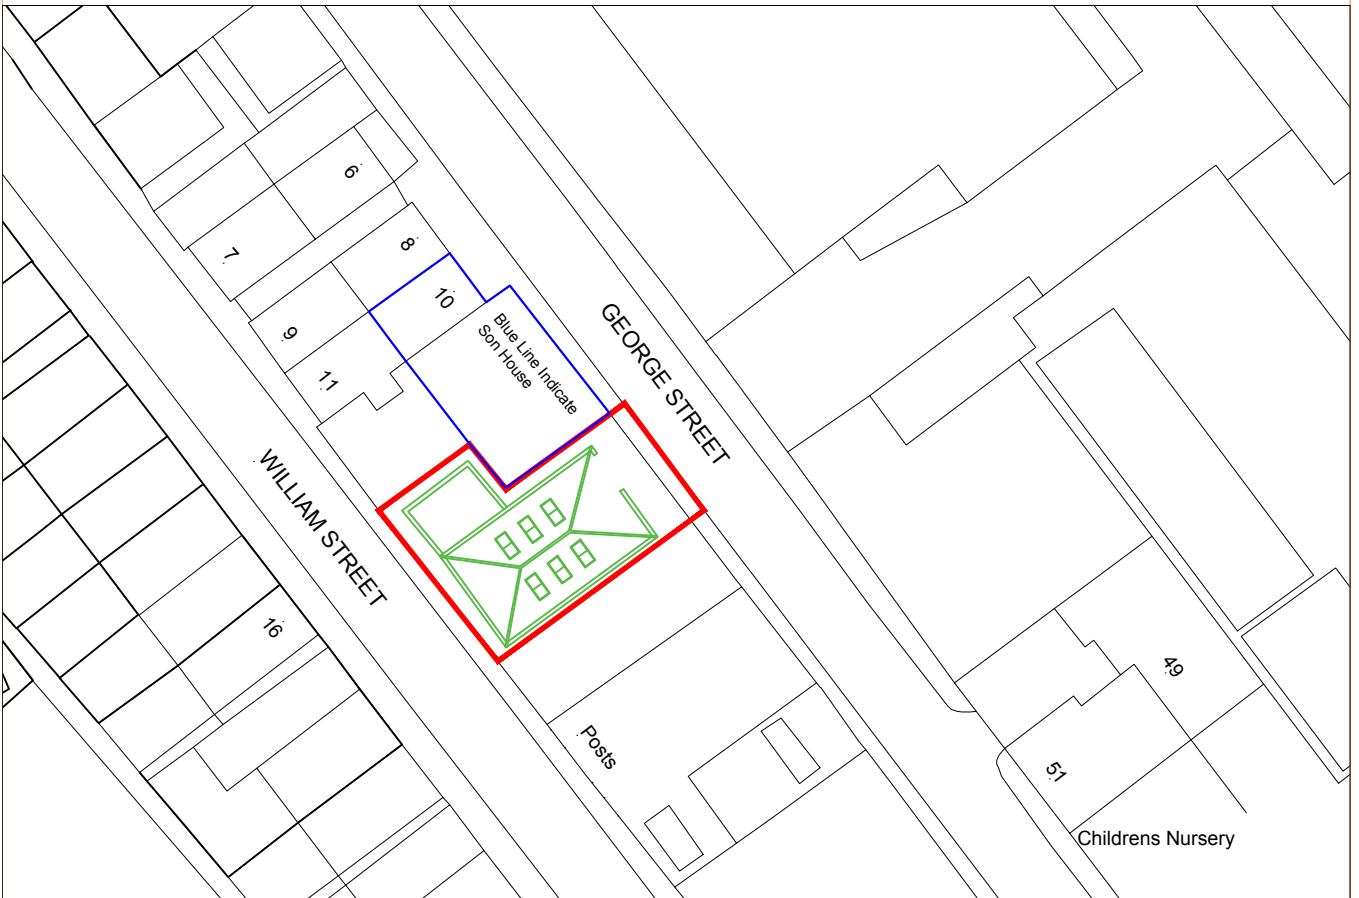 6
8
7
10
9
11
Blue Line Indicate
Son House
GEORGE STREET
WILLIAM STREET
16
Posts
49
51
Childrens Nursery